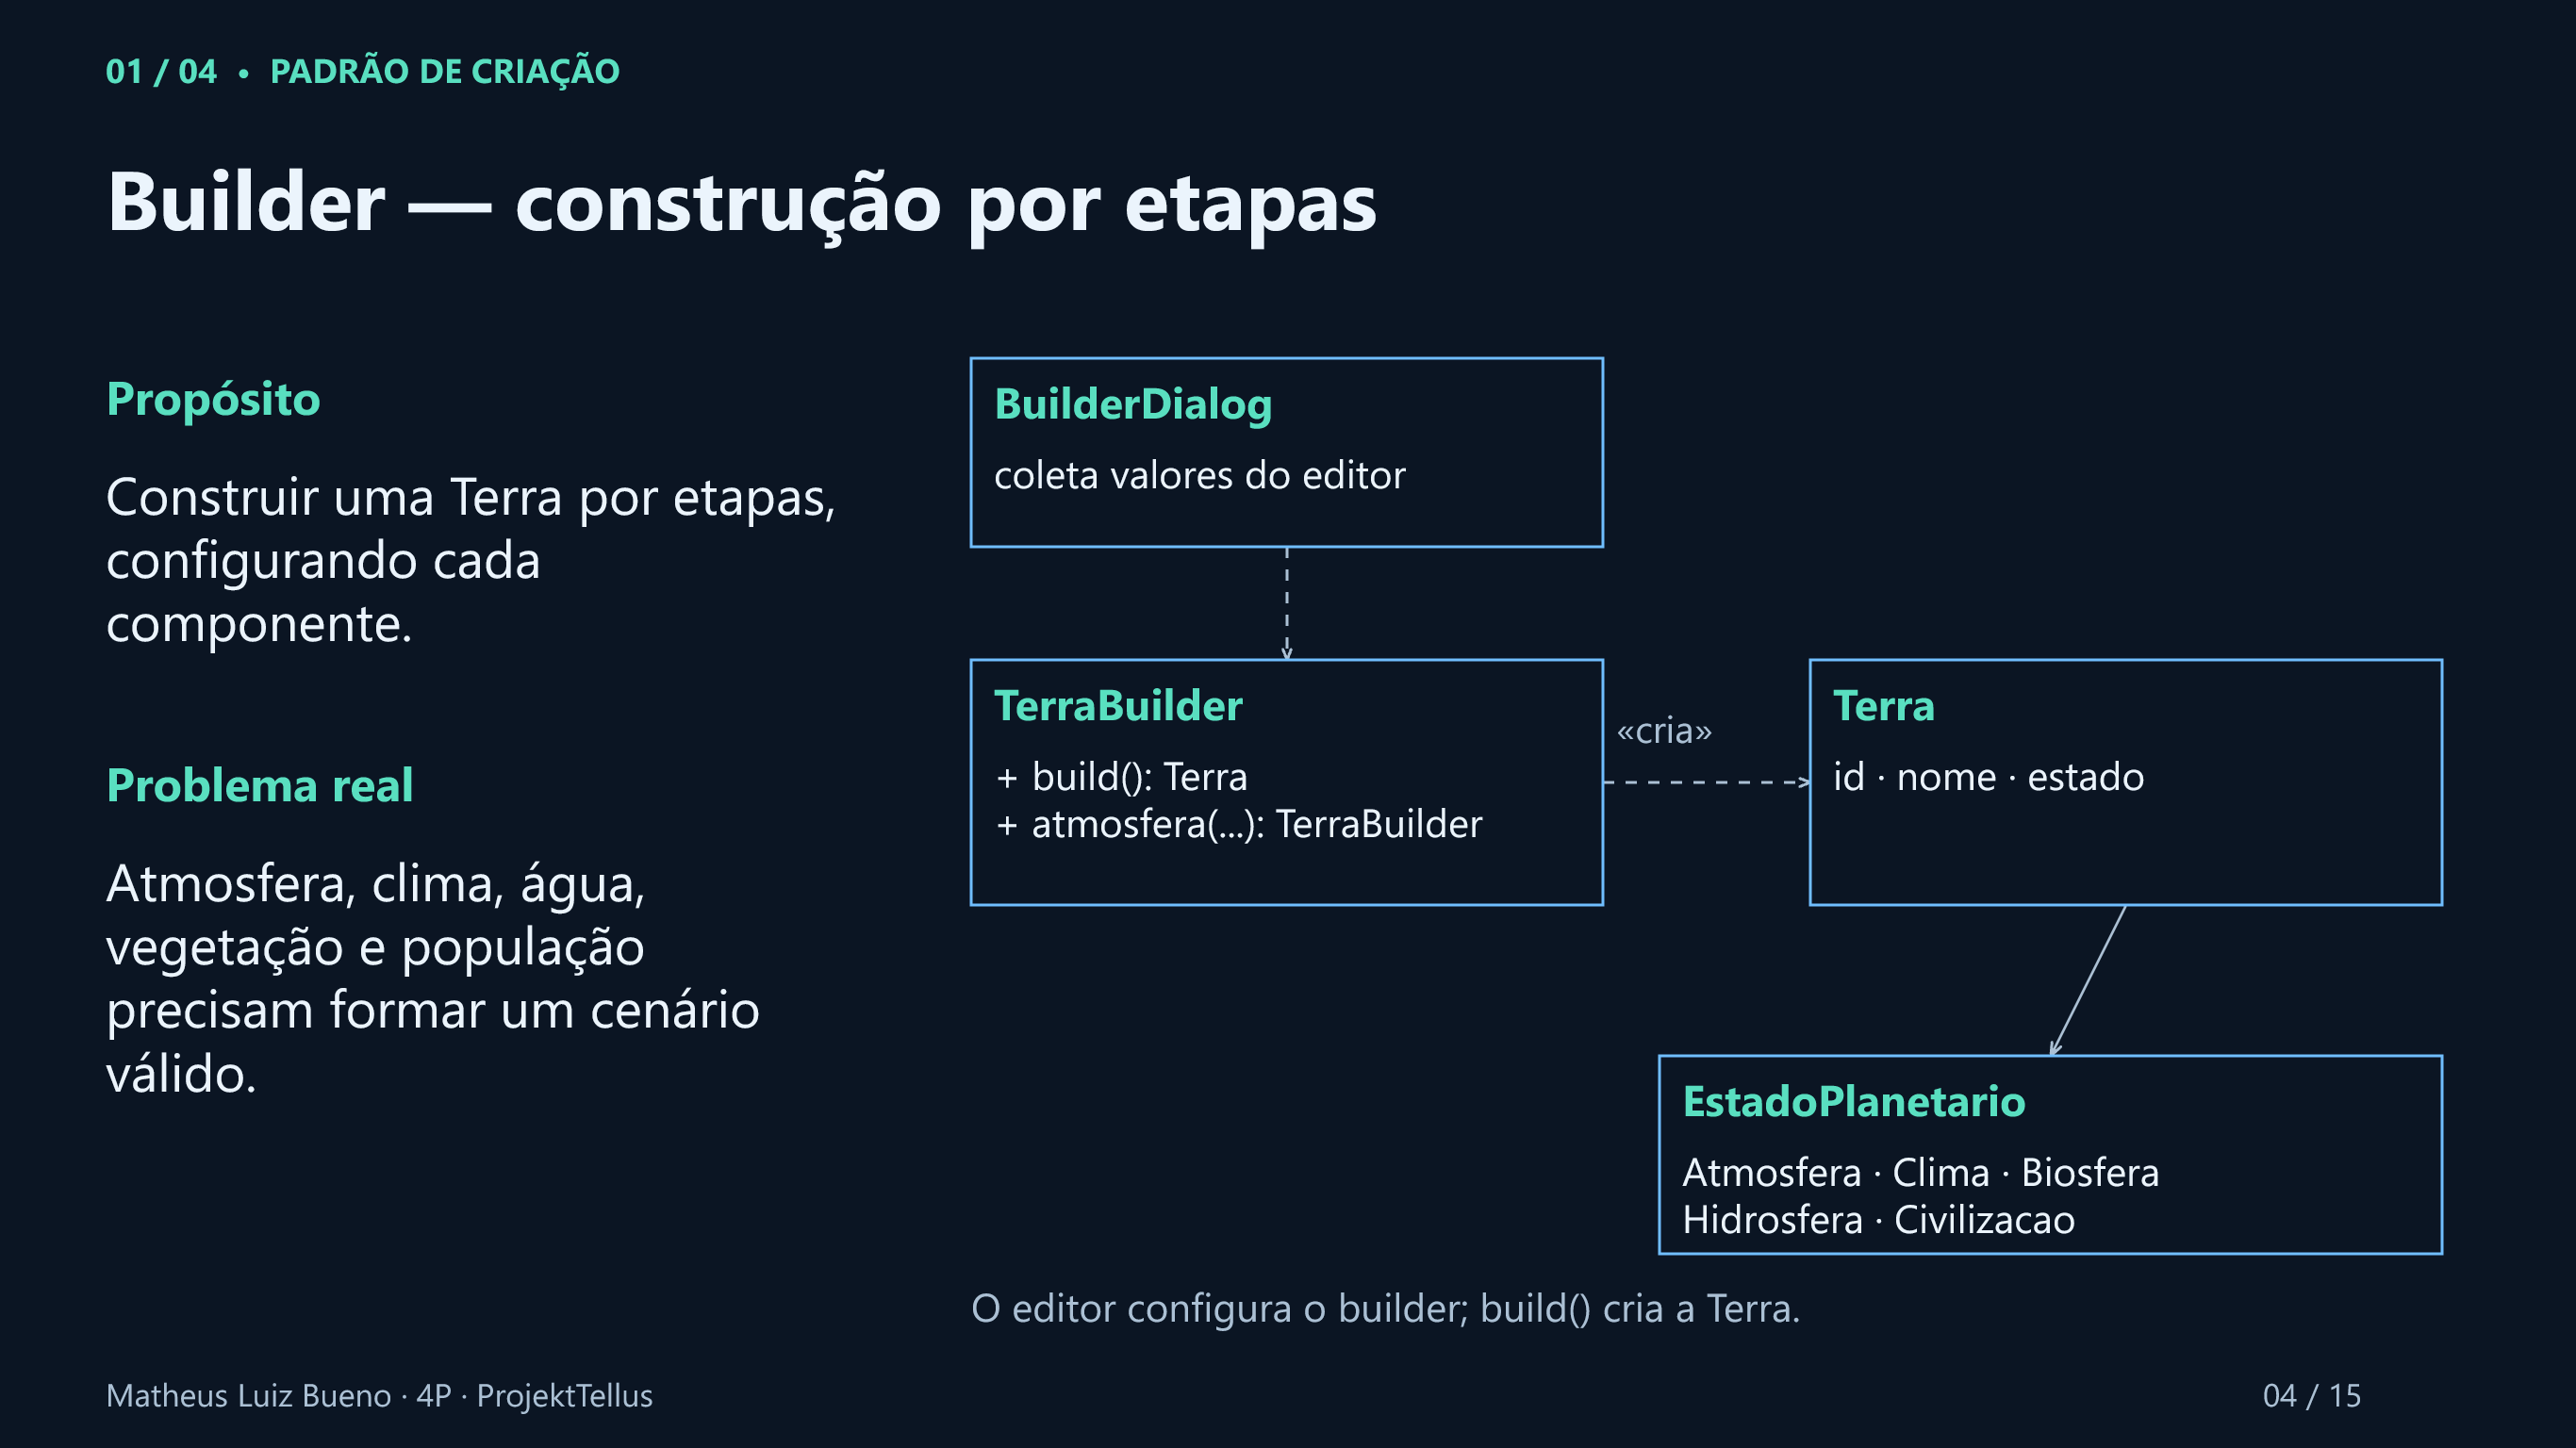 01 / 04 • PADRÃO DE CRIAÇÃO
Builder — construção por etapas
Propósito
Construir uma Terra por etapas,
configurando cada
componente.
Problema real
Atmosfera, clima, água,
vegetação e população
precisam formar um cenário
válido.
BuilderDialog
coleta valores do editor
TerraBuilder
+ build(): Terra
+ atmosfera(...): TerraBuilder
«cria»
Terra
id · nome · estado
EstadoPlanetario
Atmosfera · Clima · Biosfera
Hidrosfera · Civilizacao
O editor configura o builder; build() cria a Terra.
Matheus Luiz Bueno · 4P · ProjektTellus
04 / 15